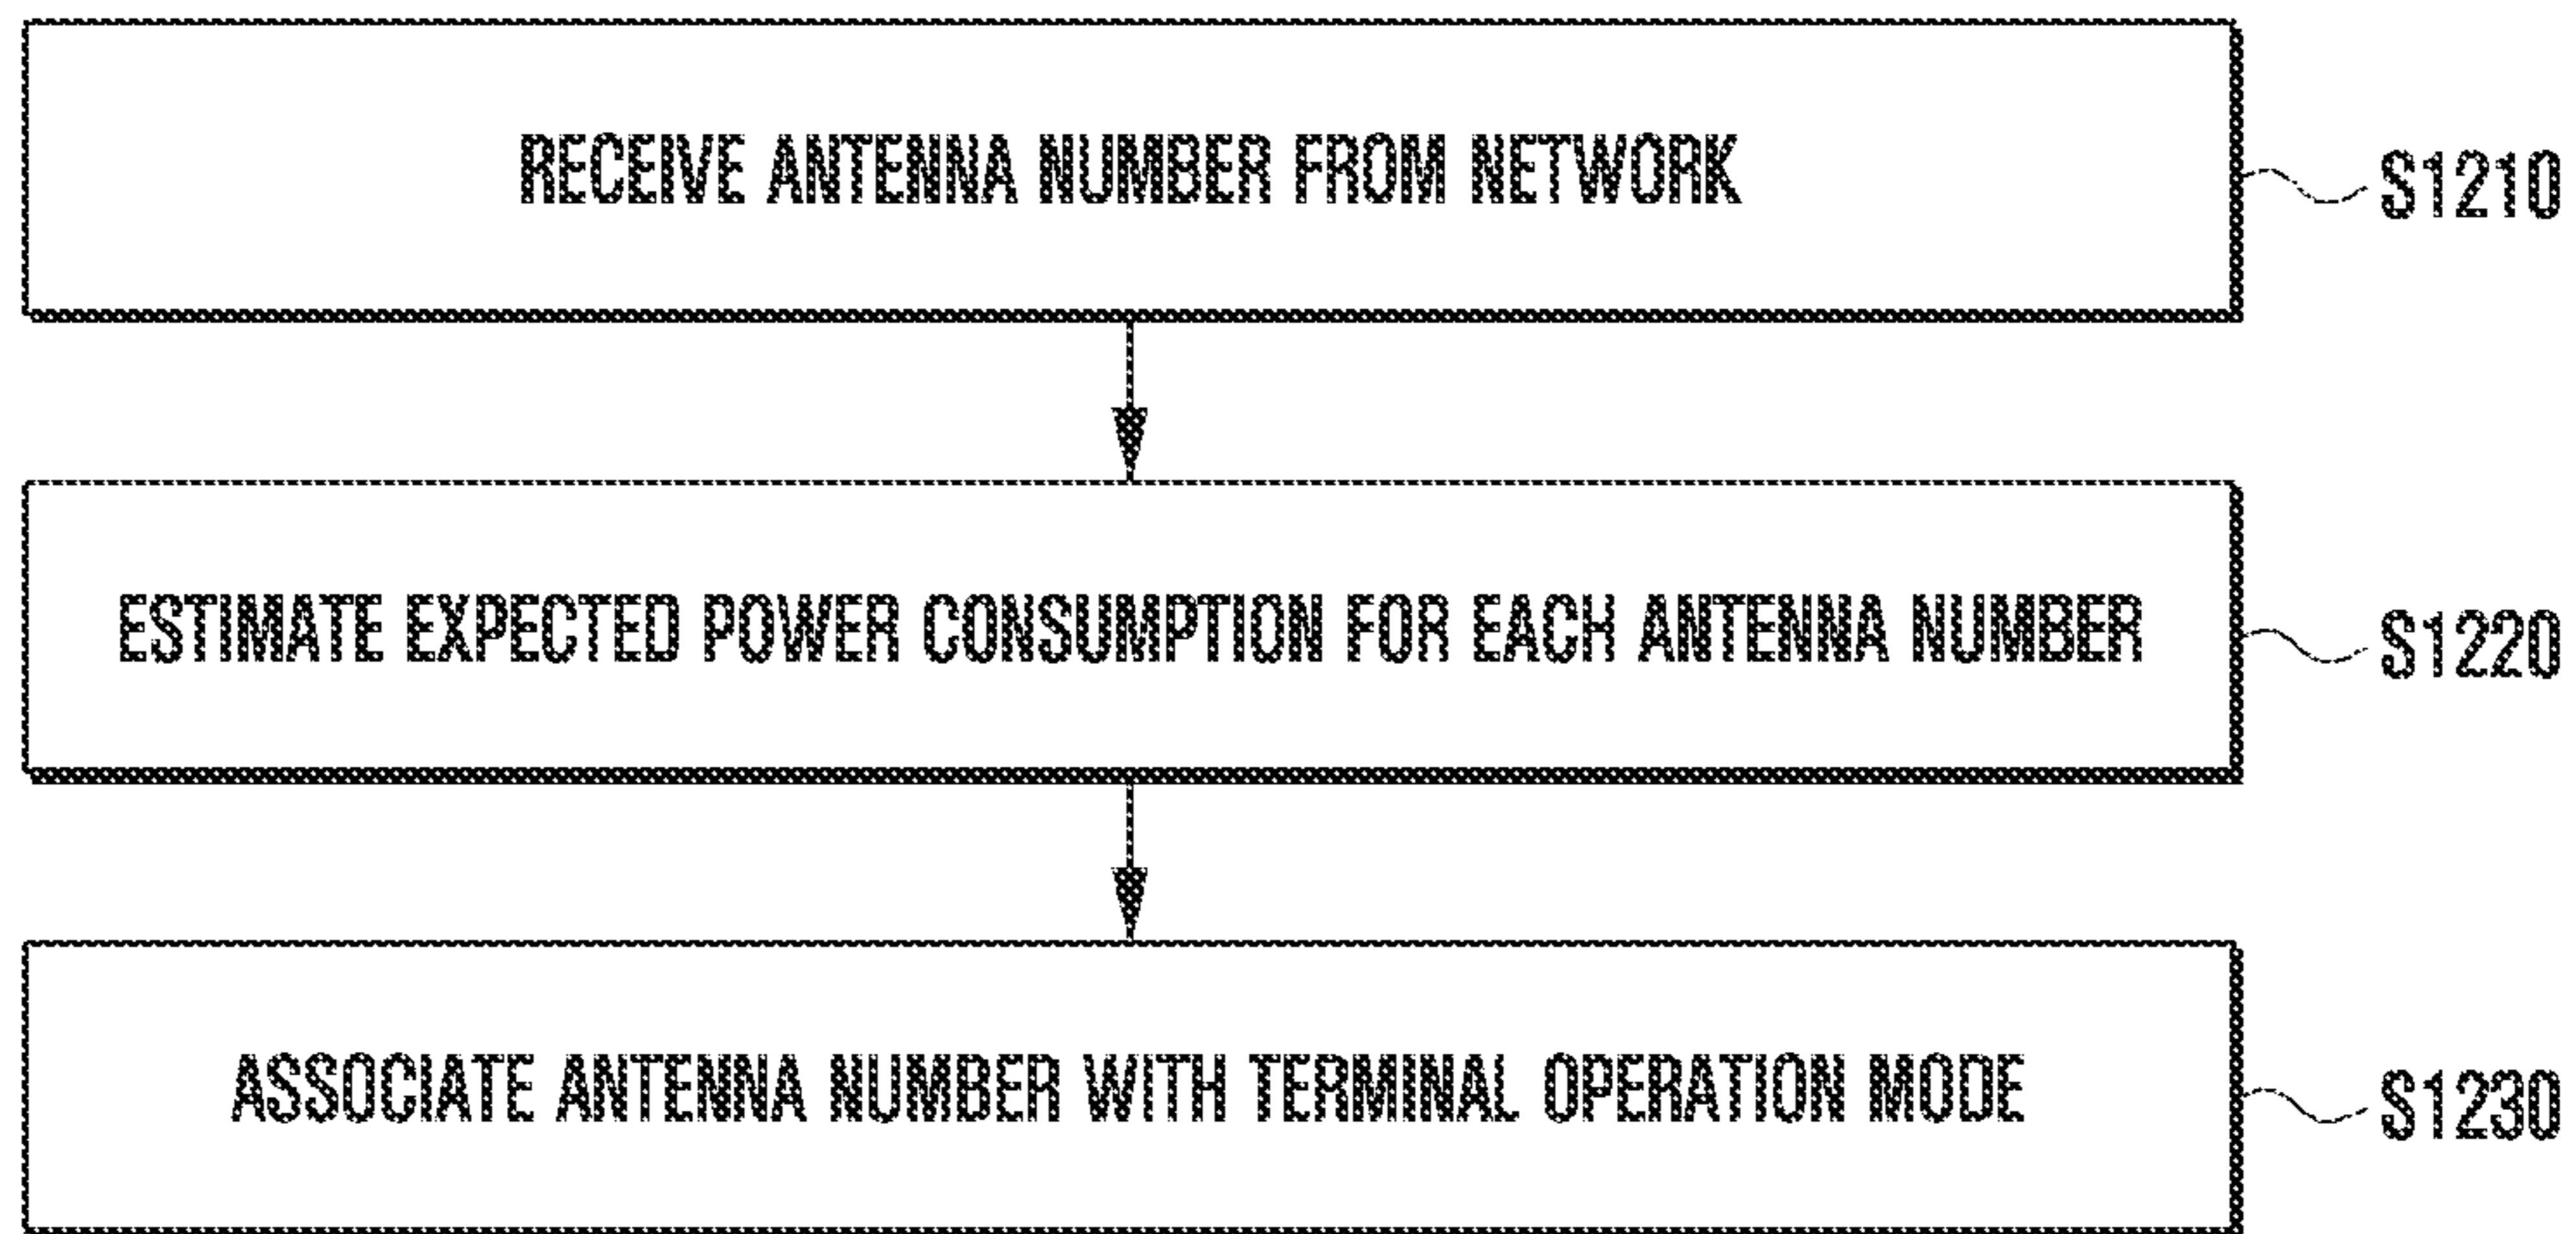 RECEIVE ANTENNA NUMBER FROM NETWORK
S1210
ESTIMATE EXPECTED POWER CONSUMPTION FOR EACH ANTENNA NUMBER
S1220
ASSOCIATE ANTENNA NUMBER WITH TERMINAL OPERATION MODE
S1230